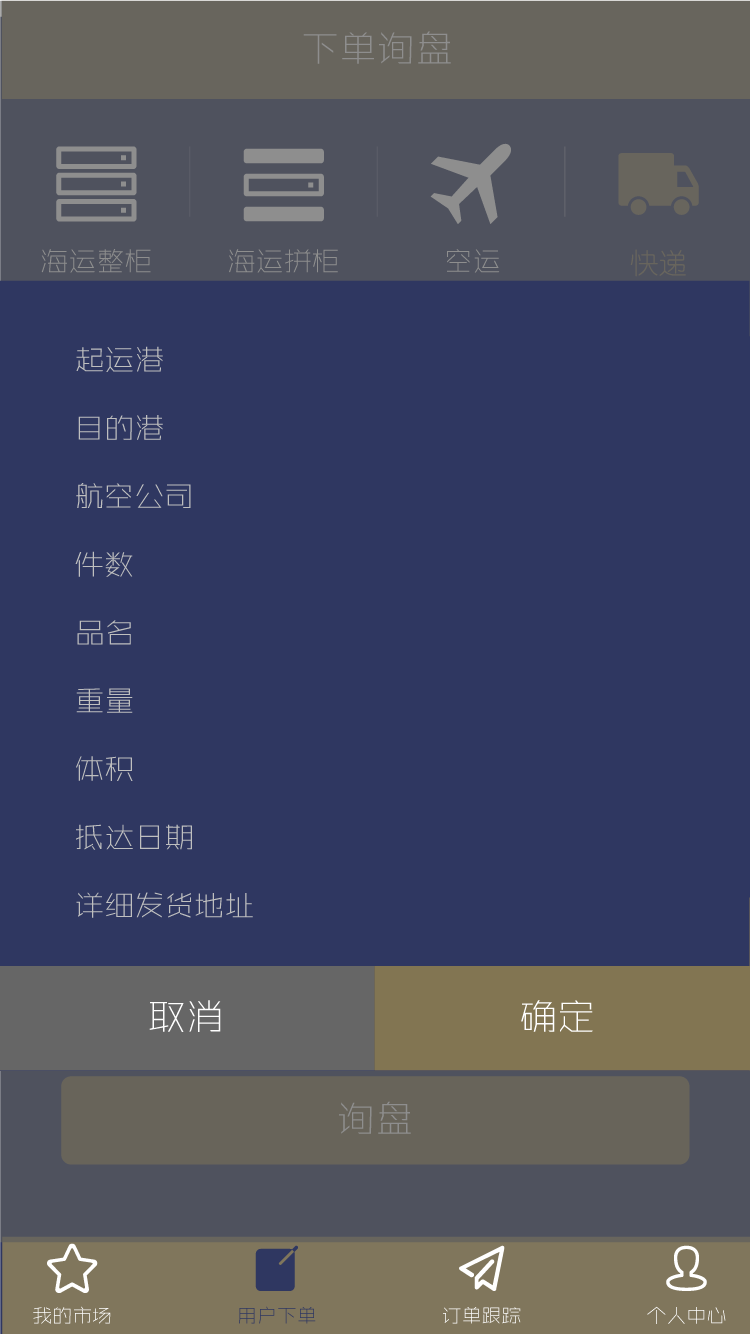 下单询盘
海运整柜 海运拼柜 空运 快递
起运港
目的港
航空公司
件数
品名
重量
体积
抵达日期
详细发货地址
取消 确定
询盘
我的市场 用户下单 订单跟踪 个人中心